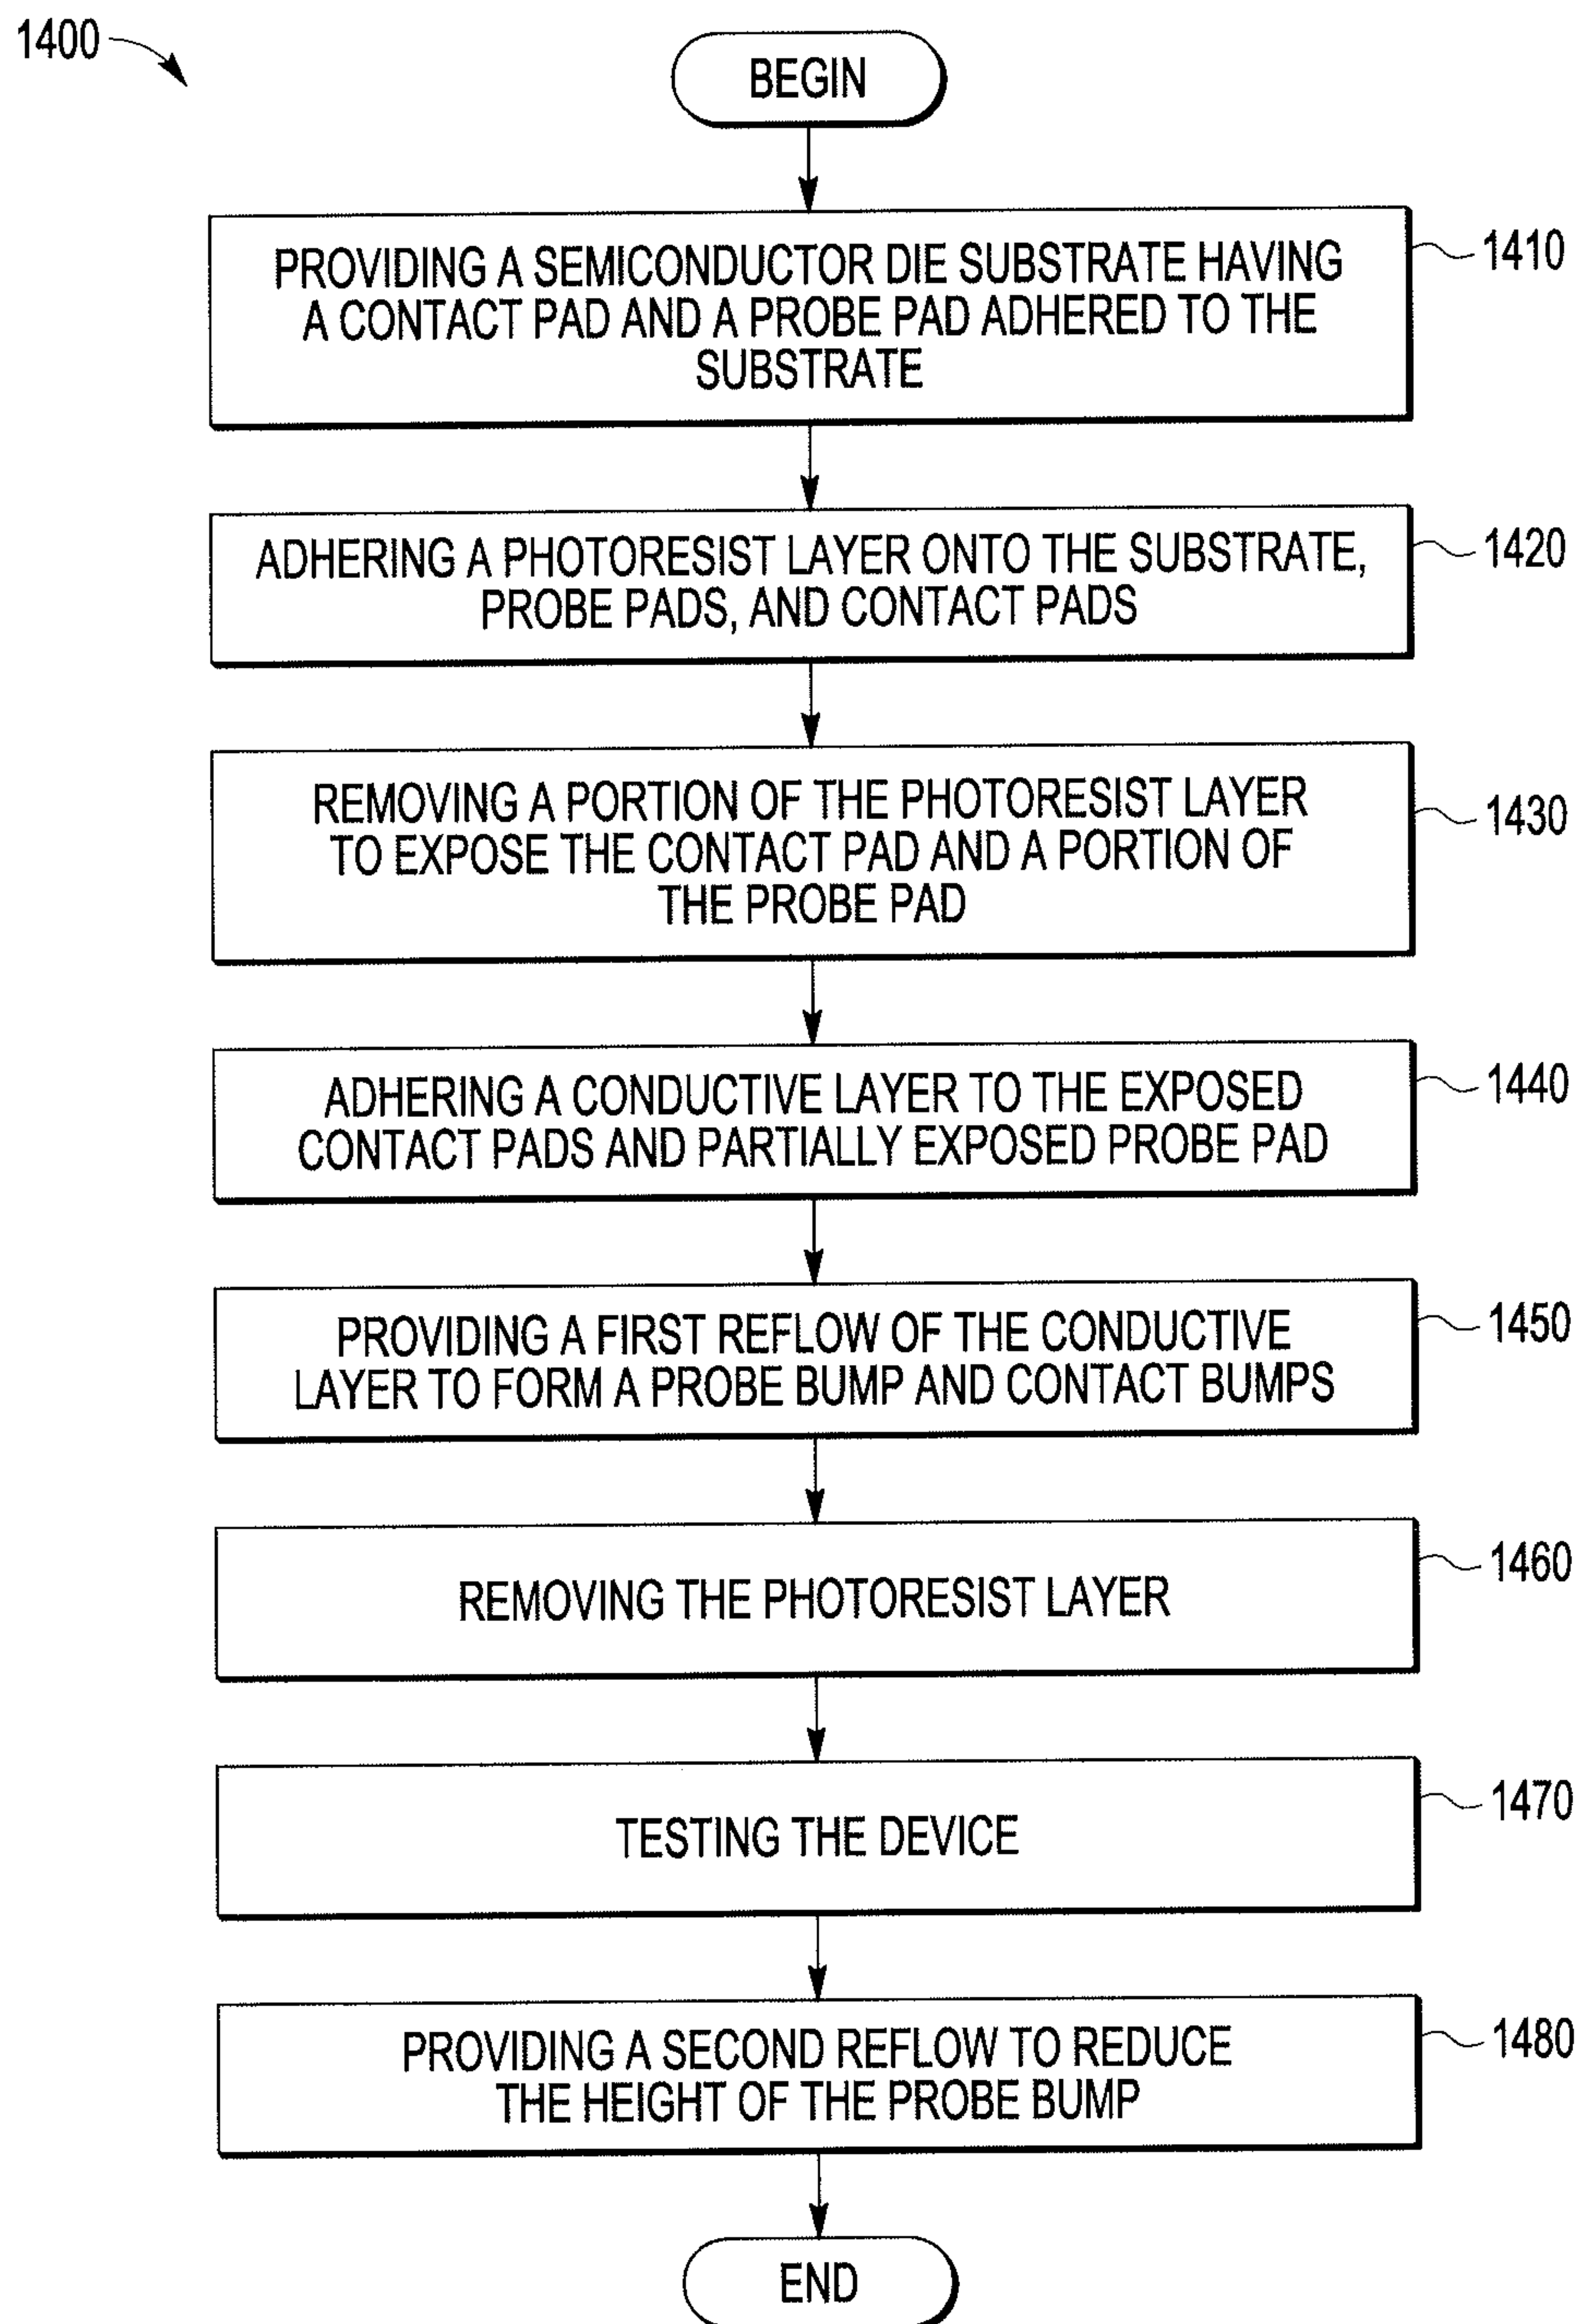 1400
BEGIN
PROVIDING A SEMICONDUCTOR DIE SUBSTRATE HAVING
A CONTACT PAD AND A PROBE PAD ADHERED TO THE
SUBSTRATE
1410
ADHERING A PHOTORESIST LAYER ONTO THE SUBSTRATE,
PROBE PADS, AND CONTACT PADS
1420
REMOVING A PORTION OF THE PHOTORESIST LAYER
TO EXPOSE THE CONTACT PAD AND A PORTION OF
THE PROBE PAD
1430
ADHERING A CONDUCTIVE LAYER TO THE EXPOSED
CONTACT PADS AND PARTIALLY EXPOSED PROBE PAD
1440
PROVIDING A FIRST REFLOW OF THE CONDUCTIVE
LAYER TO FORM A PROBE BUMP AND CONTACT BUMPS
1450
REMOVING THE PHOTORESIST LAYER
1460
TESTING THE DEVICE
1470
PROVIDING A SECOND REFLOW TO REDUCE
THE HEIGHT OF THE PROBE BUMP
1480
END